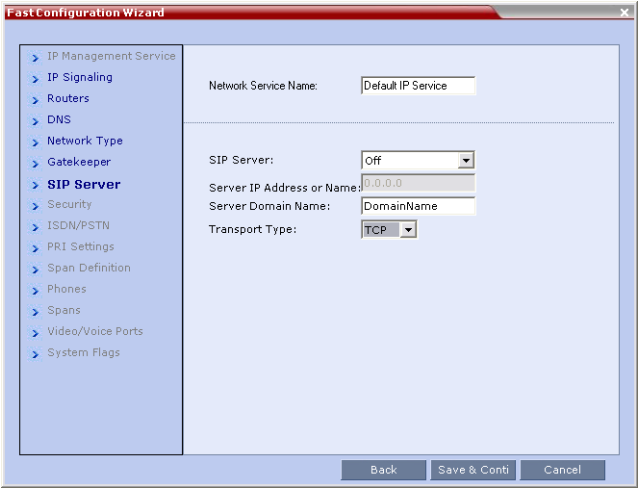 Fast Configuration Wizard
IP Management Service
IP Signaling
Routers
DNS
Network Type
Gatekeeper
SIP Server
Security
ISDN/PSTN
PRI Settings
Span Definition
Phones
Spans
Video/Voice Ports
System Flags
Network Service Name: Default IP Service
SIP Server: Off
Server IP Address or Name: 0.0.0.0
Server Domain Name: DomainName
Transport Type: TCP
Back Save & Conti Cancel